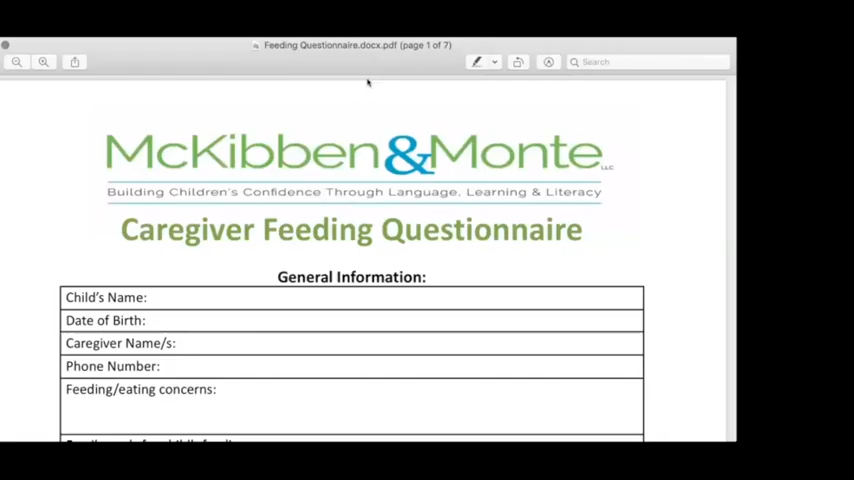 Feeding Questionnaire.docx.pdf (page 1 of 7)
Search
McKibben&Monte LLC
Building Children's Confidence Through Language, Learning & Literacy
Caregiver Feeding Questionnaire
General Information:
Child's Name:
Date of Birth:
Caregiver Name/s:
Phone Number:
Feeding/eating concerns: